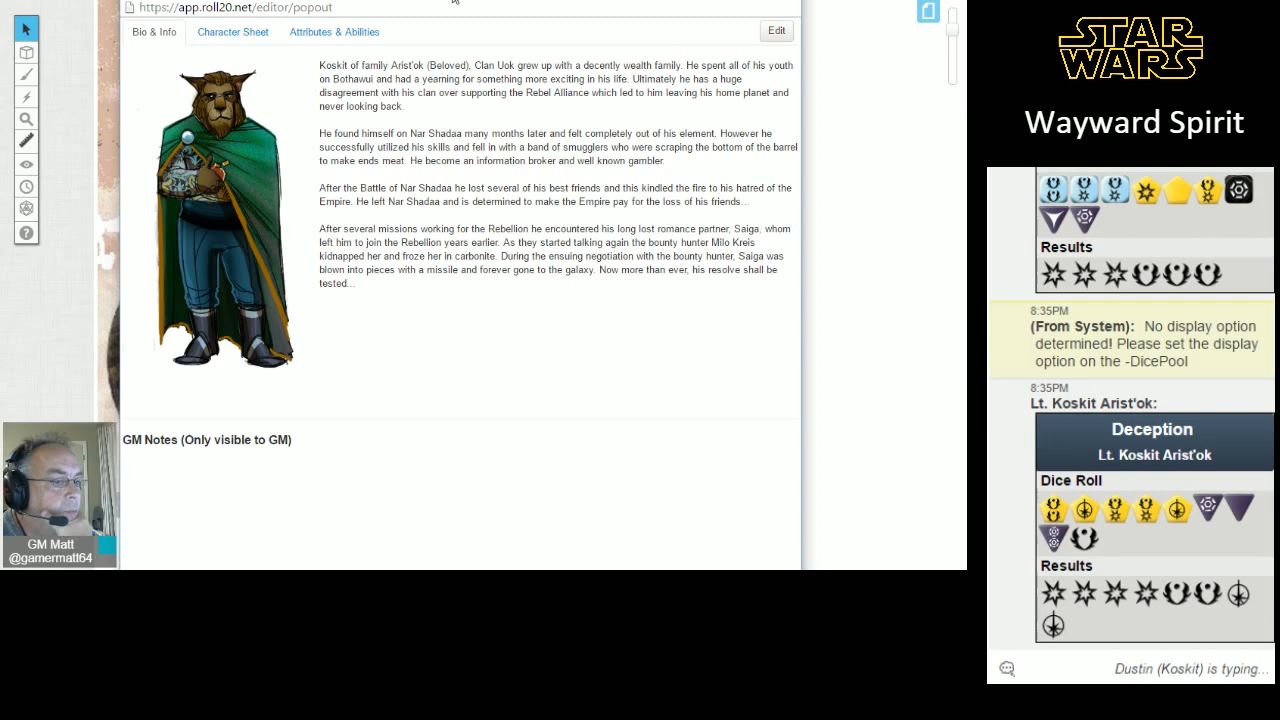 https://app.roll20.net/editor/popout
Bio & Info
Character Sheet
Attributes & Abilities
Edit
Koskit of family Arist'ok (Beloved), Clan Uok grew up with a decently wealth family. He spent all of his youth
on Bothawui and had a yearning for something more exciting in his life. Ultimately he has a huge
disagreement with his clan over supporting the Rebel Alliance which led to him leaving his home planet and
never looking back.
He found himself on Nar Shadaa many months later and felt completely out of his element. However he
successfully utilized his skills and fell in with a band of smugglers who were scraping the bottom of the barrel
to make ends meat. He become an information broker and well known gambler.
After the Battle of Nar Shadaa he lost several of his best friends and this kindled the fire to his hatred of the
Empire. He left Nar Shadaa and is determined to make the Empire pay for the loss of his friends...
After several missions working for the Rebellion he encountered his long lost romance partner, Saiga, whom
left him to join the Rebellion years earlier. As they started talking again the bounty hunter Milo Kreis
kidnapped her and froze her in carbonite. During the ensuing negotiation with the bounty hunter, Saiga was
blown into pieces with a missile and forever gone to the galaxy. Now more than ever, his resolve shall be
tested...
GM Notes (Only visible to GM)
GM Matt
@gamermatt64
STAR
WARS
Wayward Spirit
Results
8:35PM
(From System): No display option
determined! Please set the display
option on the -DicePool
8:35PM
Lt. Koskit Arist'ok:
Deception
Lt. Koskit Arist'ok
Dice Roll
Results
Dustin (Koskit) is typing...